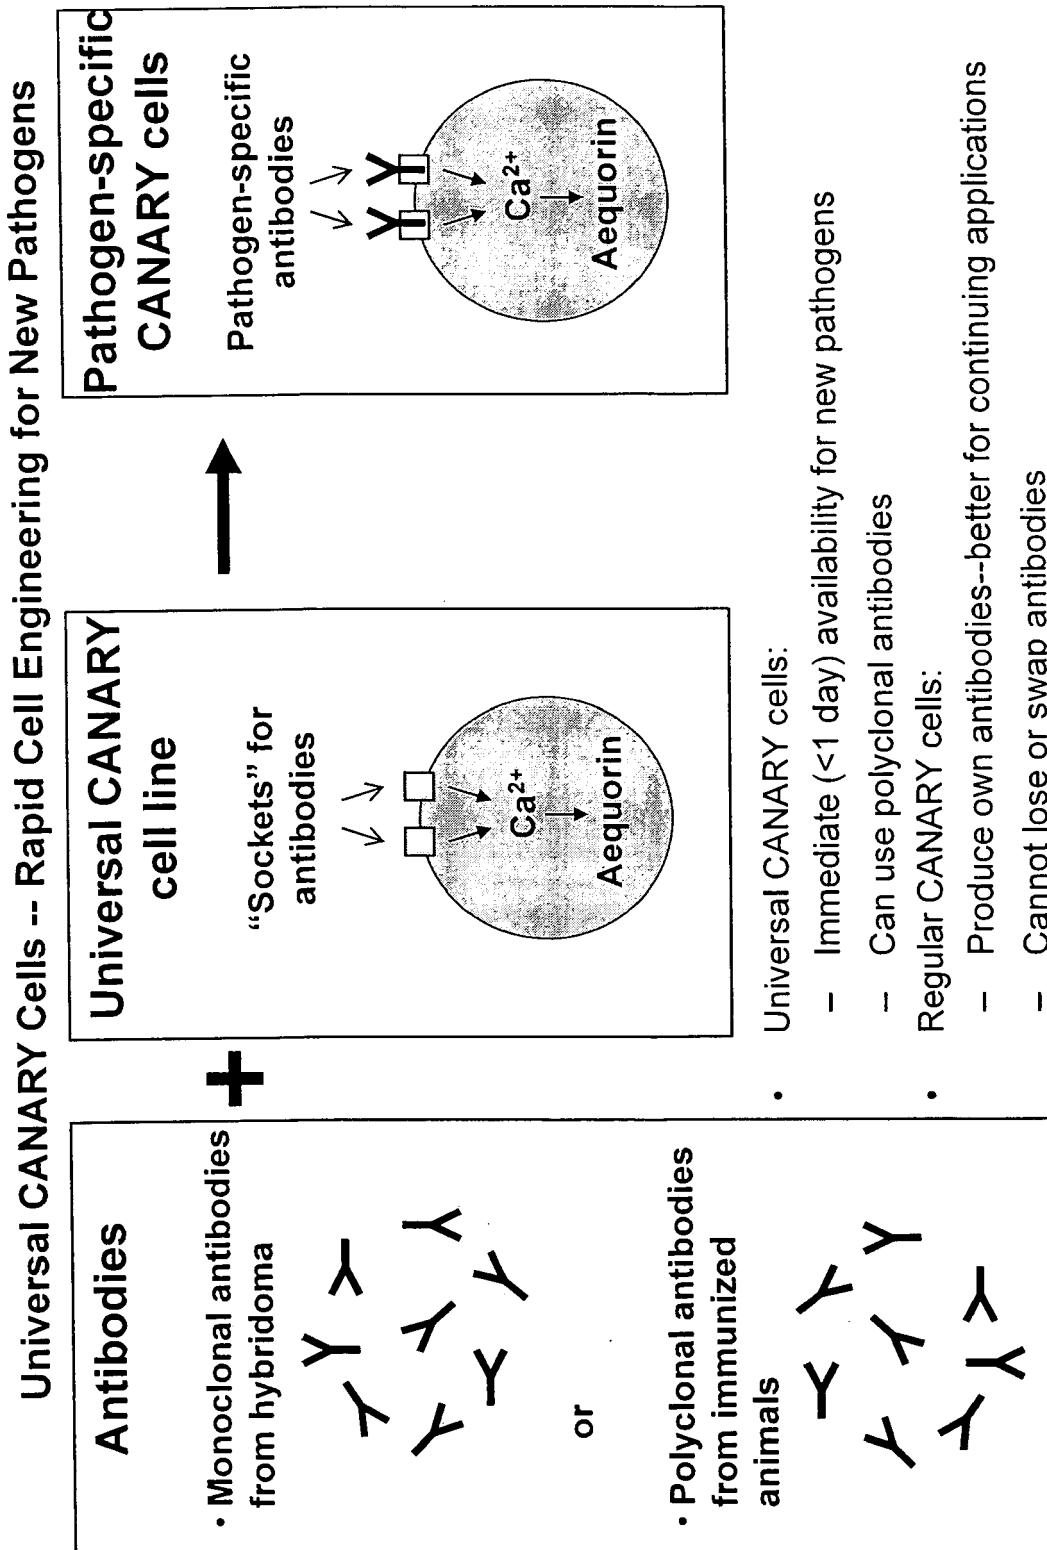 Universal CANARY Cells -- Rapid Cell Engineering for New Pathogens
Antibodies
• Monoclonal antibodies
from hybridoma
or
• Polyclonal antibodies
from immunized
animals
+
Universal CANARY
cell line
“Sockets” for
antibodies
Ca2+
Aequorin
Pathogen-specific
CANARY cells
Pathogen-specific
antibodies
Ca2+
Aequorin
• Universal CANARY cells:
– Immediate (<1 day) availability for new pathogens
– Can use polyclonal antibodies
• Regular CANARY cells:
– Produce own antibodies--better for continuing applications
– Cannot lose or swap antibodies